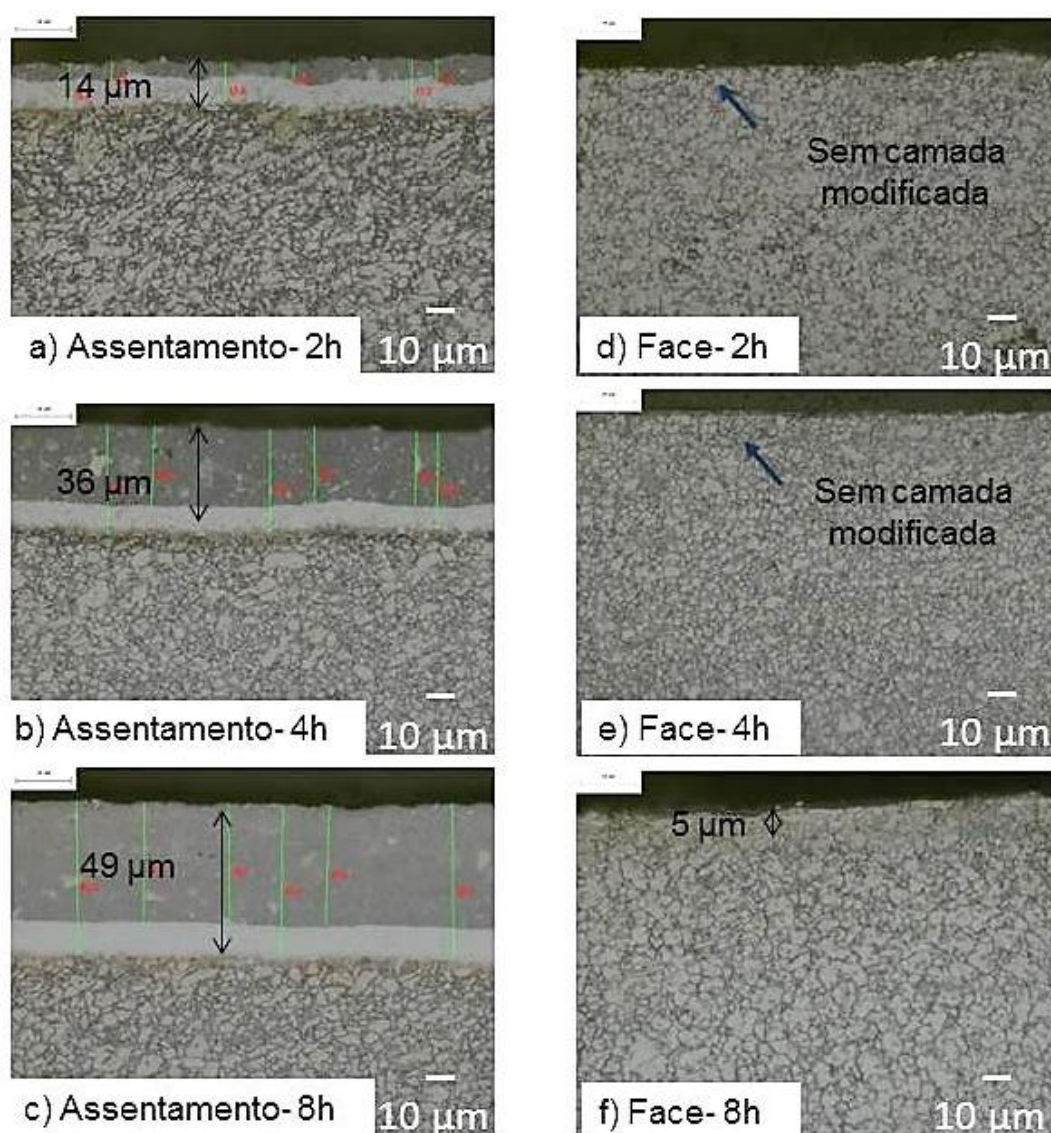 14 µm
a) Assentamento- 2h
10 µm
Sem camada
modificada
d) Face- 2h
10 µm
36 µm
b) Assentamento- 4h
10 µm
Sem camada
modificada
e) Face- 4h
10 µm
49 µm
c) Assentamento- 8h
10 µm
5 µm
f) Face- 8h
10 µm